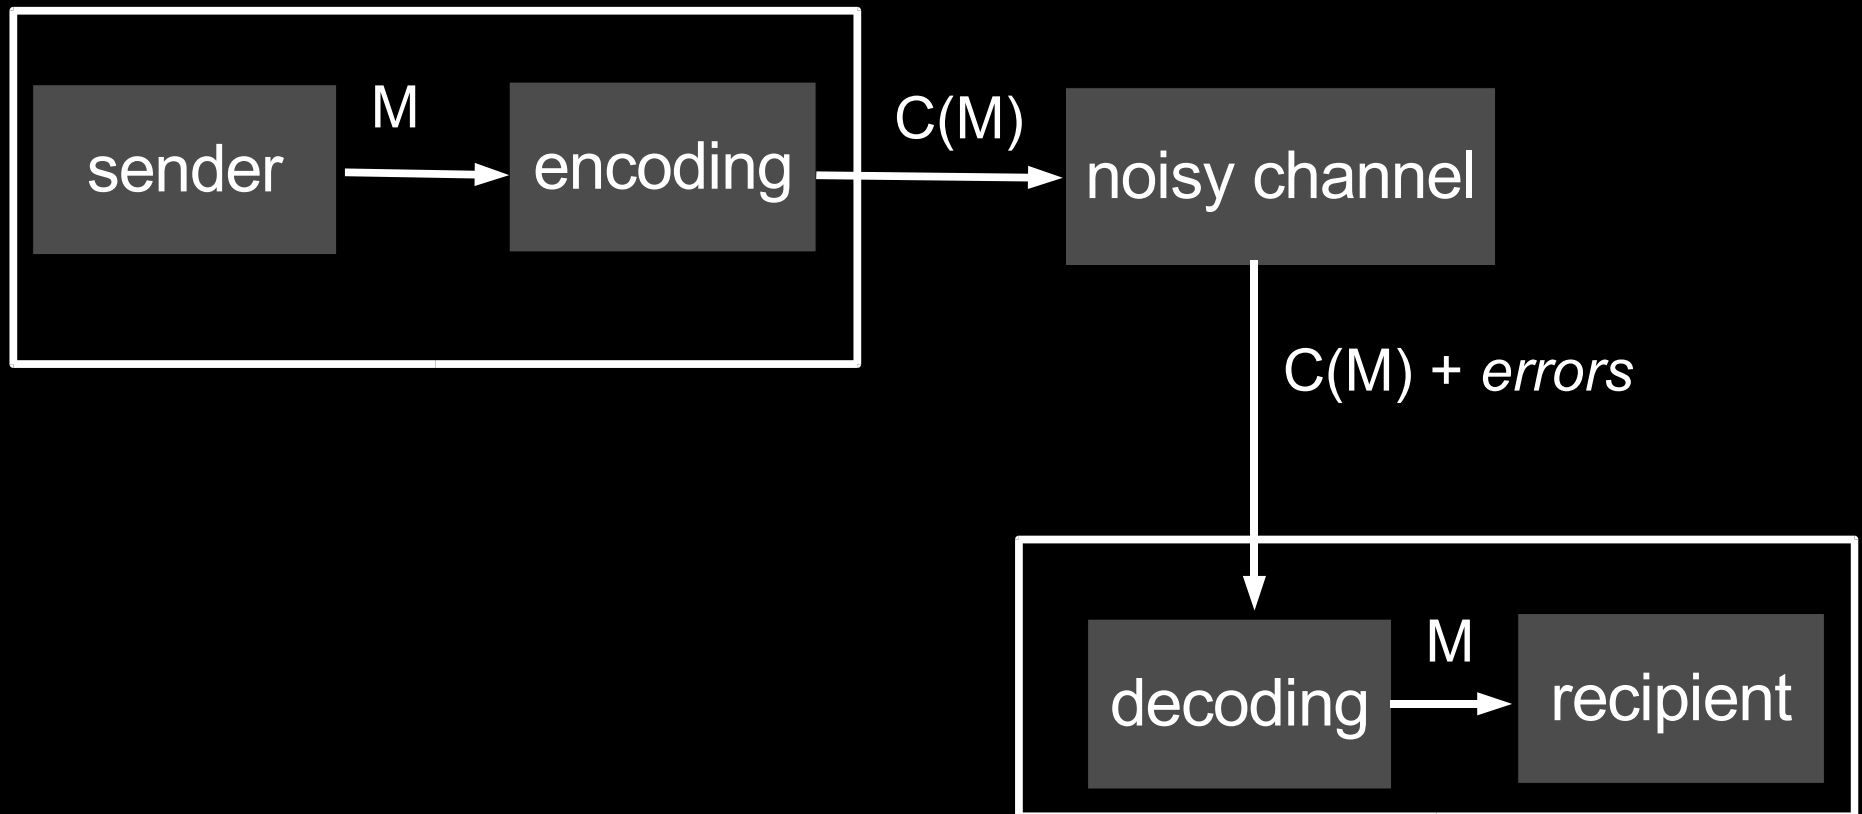 sender
M
encoding
C(M)
noisy channel
C(M) + errors
decoding
M
recipient